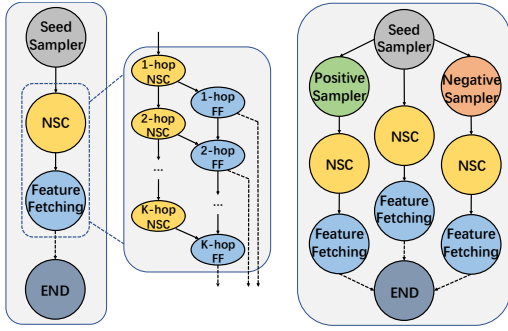 Seed
Sampler
NSC
Feature
Fetching
END
1-hop
NSC
1-hop
FF
2-hop
NSC
2-hop
FF
...
...
K-hop
NSC
K-hop
FF
Seed
Sampler
Positive
Sampler
Negative
Sampler
NSC
NSC
NSC
Feature
Fetching
Feature
Fetching
Feature
Fetching
END